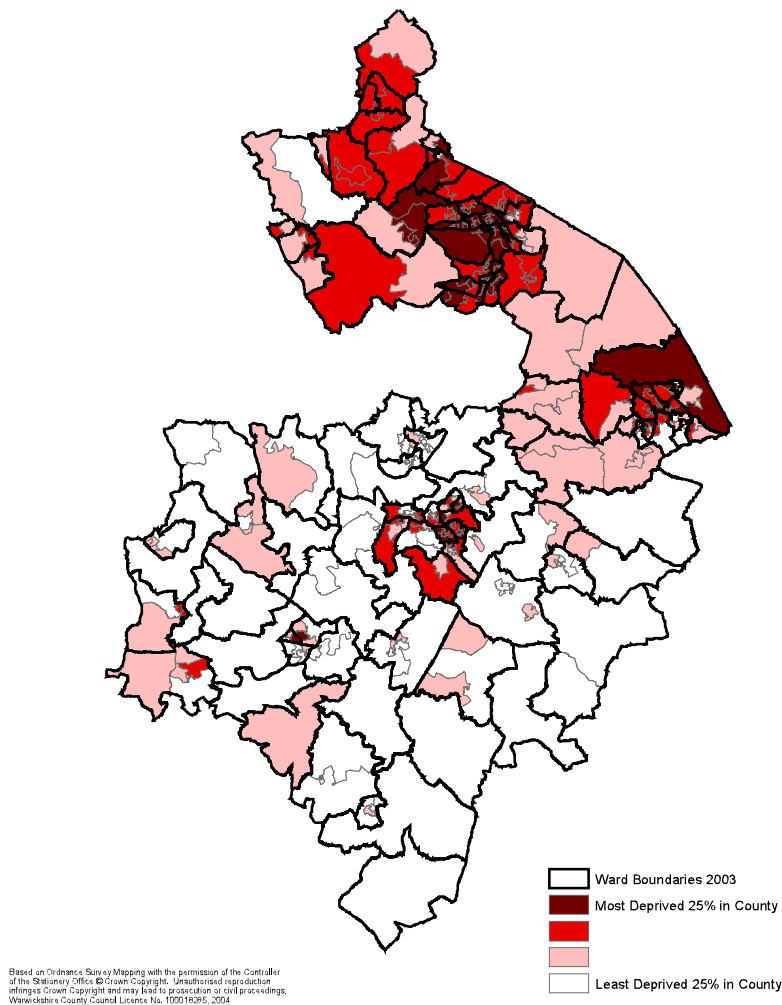 Ward Boundaries 2003
Most Deprived 25% in County
Least Deprived 25% in County
Based on Ordnance Survey Mapping with the permission of the Controller
of the Stationery Office © Crown Copyright. Unauthorised reproduction
infringes Crown Copyright and may lead to prosecution or civil proceedings.
Warwickshire County Council Licence No. 100018285, 2004